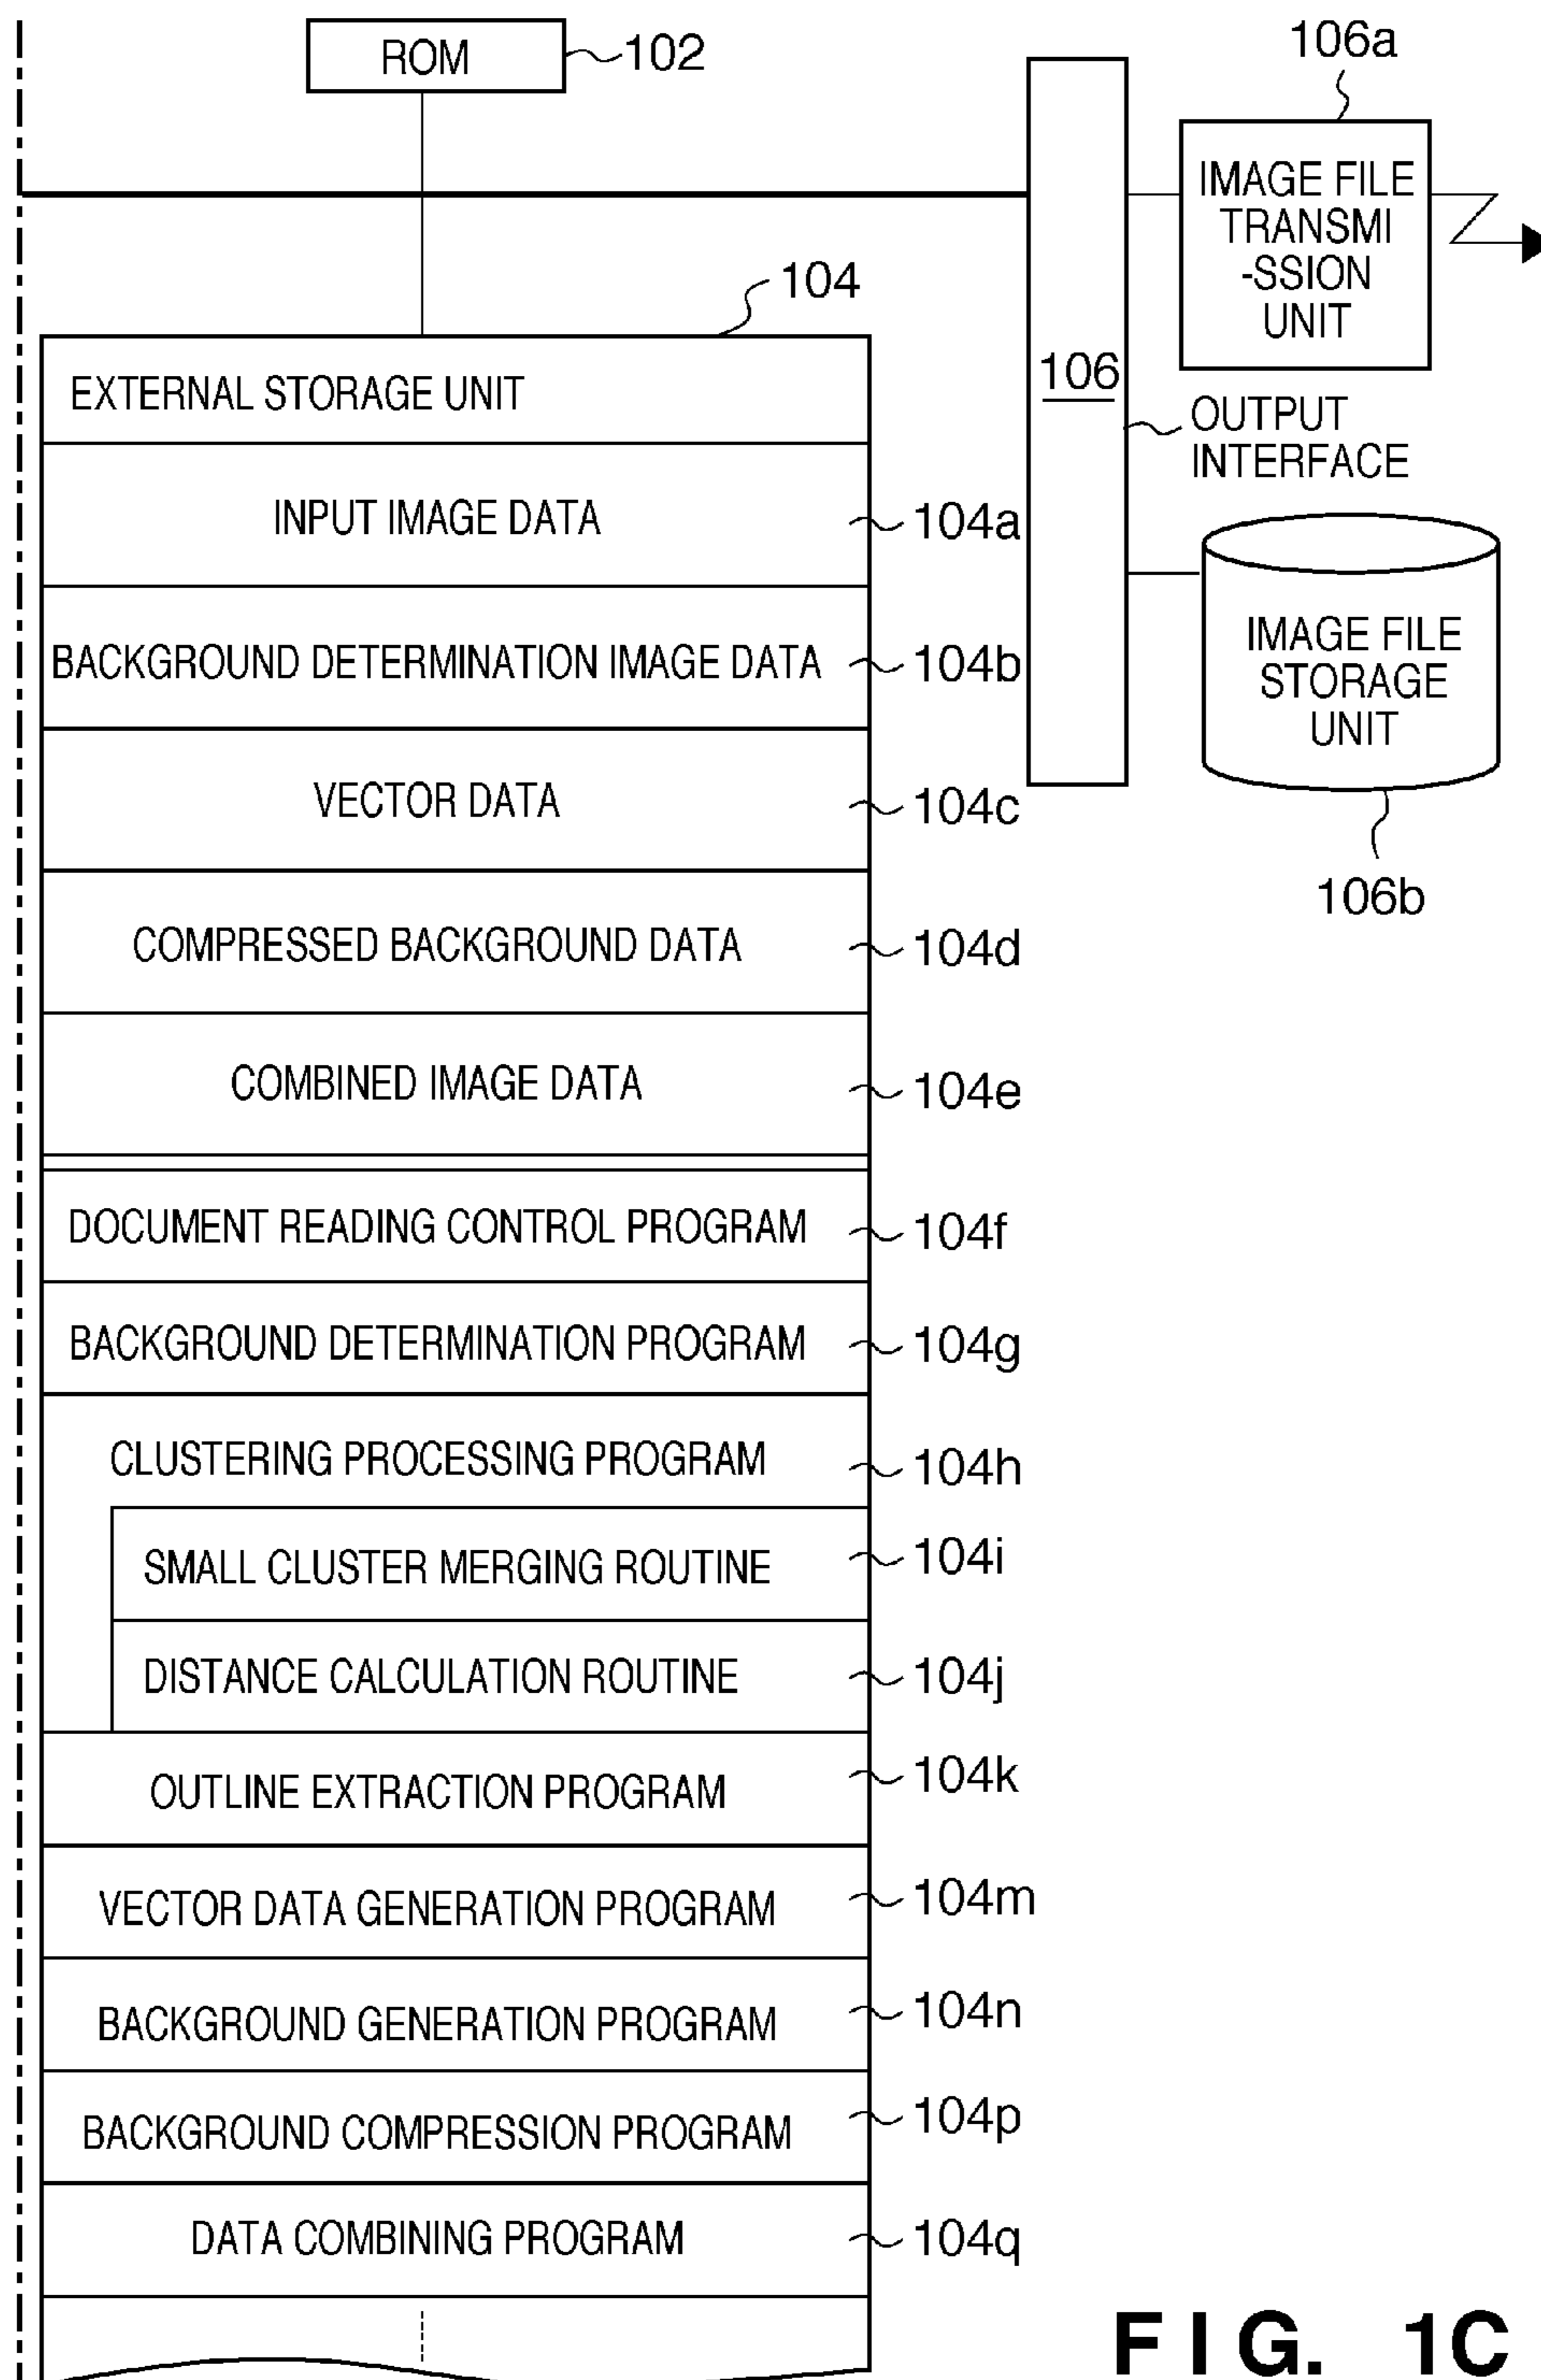 ROM
102
106a
IMAGE FILE
TRANSMI
-SSION
UNIT
104
106
OUTPUT
INTERFACE
EXTERNAL STORAGE UNIT
INPUT IMAGE DATA
104a
BACKGROUND DETERMINATION IMAGE DATA
104b
IMAGE FILE
STORAGE
UNIT
106b
VECTOR DATA
104c
COMPRESSED BACKGROUND DATA
104d
COMBINED IMAGE DATA
104e
DOCUMENT READING CONTROL PROGRAM
104f
BACKGROUND DETERMINATION PROGRAM
104g
CLUSTERING PROCESSING PROGRAM
104h
SMALL CLUSTER MERGING ROUTINE
104i
DISTANCE CALCULATION ROUTINE
104j
OUTLINE EXTRACTION PROGRAM
104k
VECTOR DATA GENERATION PROGRAM
104m
BACKGROUND GENERATION PROGRAM
104n
BACKGROUND COMPRESSION PROGRAM
104p
DATA COMBINING PROGRAM
104q
FIG. 1C